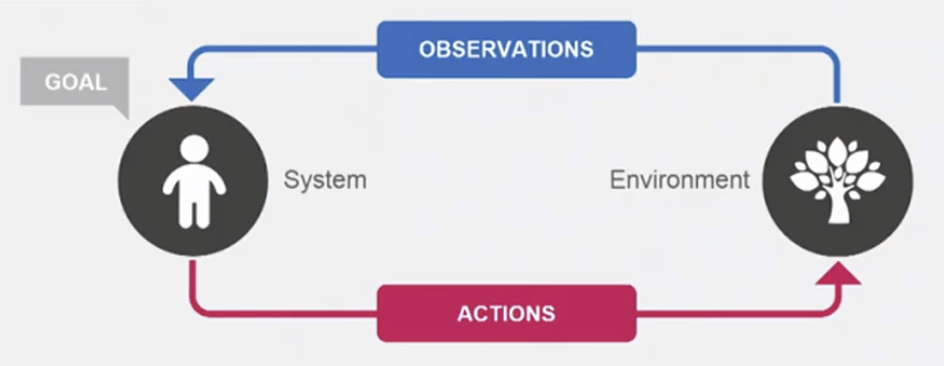 OBSERVATIONS
GOAL
System
Environment
ACTIONS